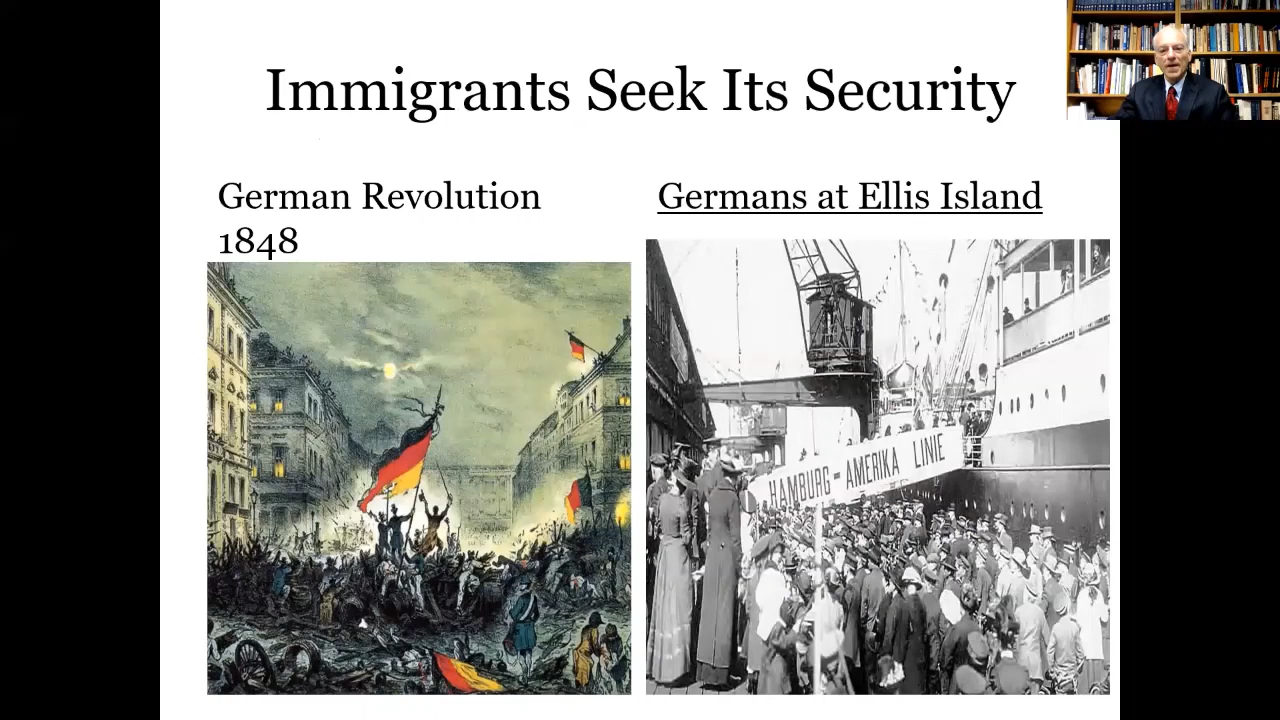 Immigrants Seek Its Security
German Revolution
1848
Germans at Ellis Island
HAMBURG-AMERIKA LINIE